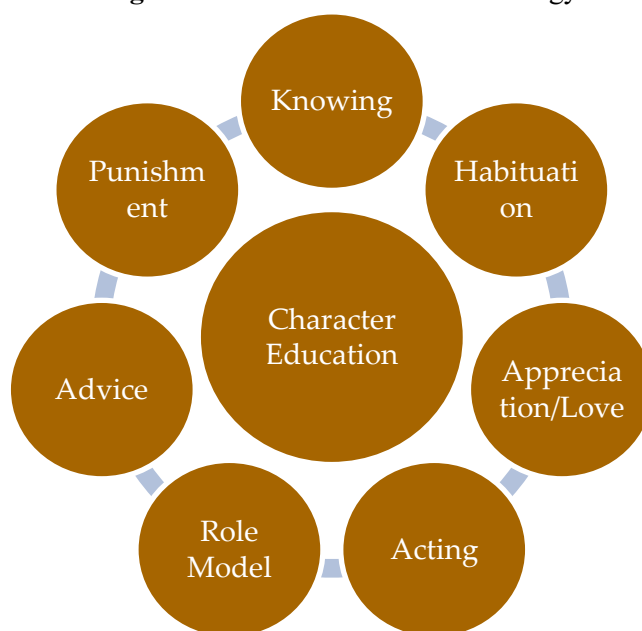 Knowing
Habituati
on
Apprecia
tion/Love
Acting
Role
Model
Advice
Punishm
ent
Character
Education